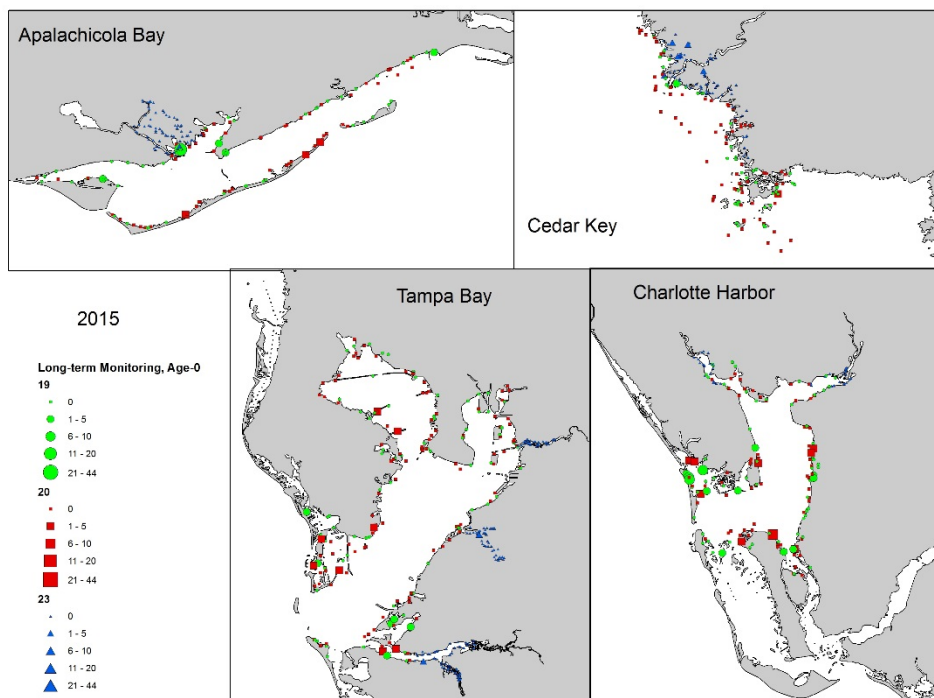 Apalachicola Bay
Cedar Key
Tampa Bay
Charlotte Harbor
2015
Long-term Monitoring, Age-0
19
0
1 - 5
6 - 10
11 - 20
21 - 44
20
0
1 - 5
6 - 10
11 - 20
21 - 44
23
0
1 - 5
6 - 10
11 - 20
21 - 44